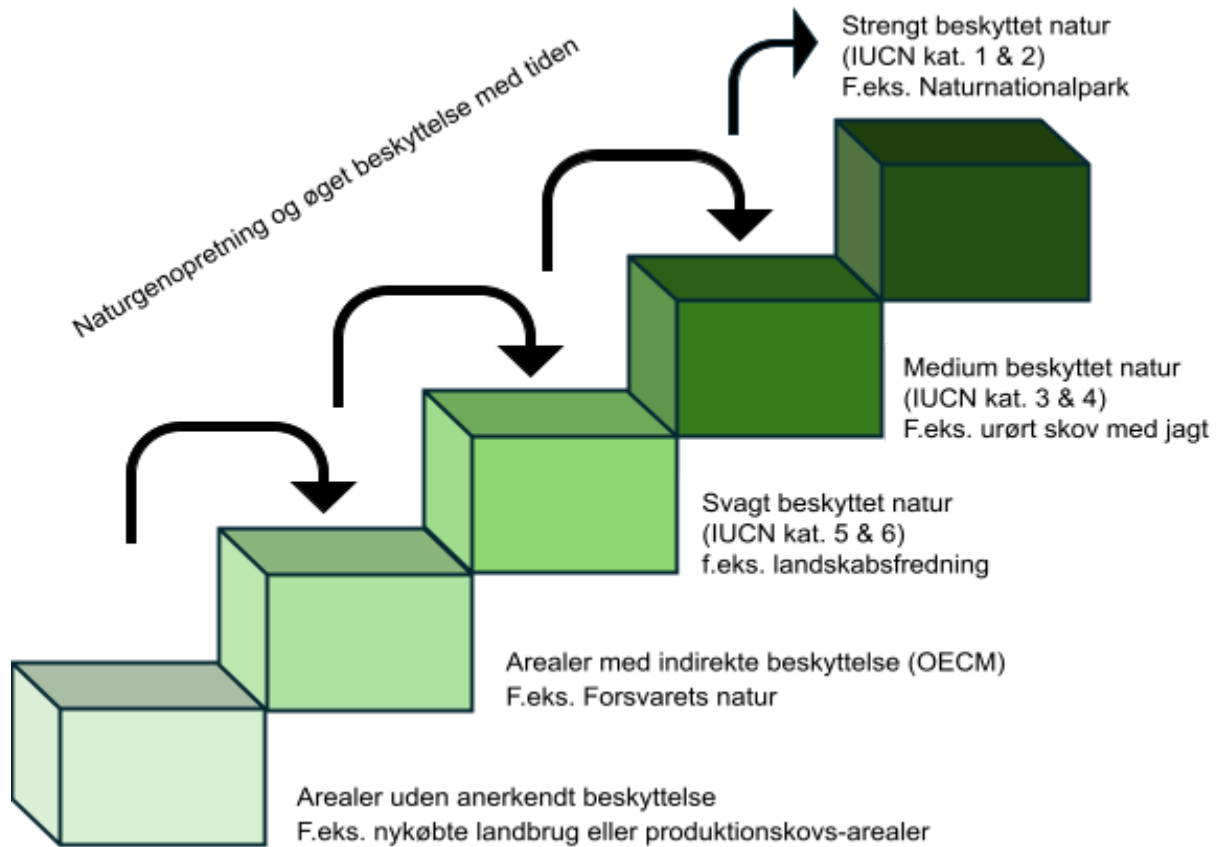 Strengt beskyttet natur
(IUCN kat. 1 & 2)
F.eks. Naturnationalpark
Naturgenopretning og øget beskyttelse med tiden
Medium beskyttet natur
(IUCN kat. 3 & 4)
F.eks. urørt skov med jagt
Svagt beskyttet natur
(IUCN kat. 5 & 6)
f.eks. landskabsfredning
Arealer med indirekte beskyttelse (OECM)
F.eks. Forsvarets natur
Arealer uden anerkendt beskyttelse
F.eks. nykøbte landbrug eller produktionskovs-arealer